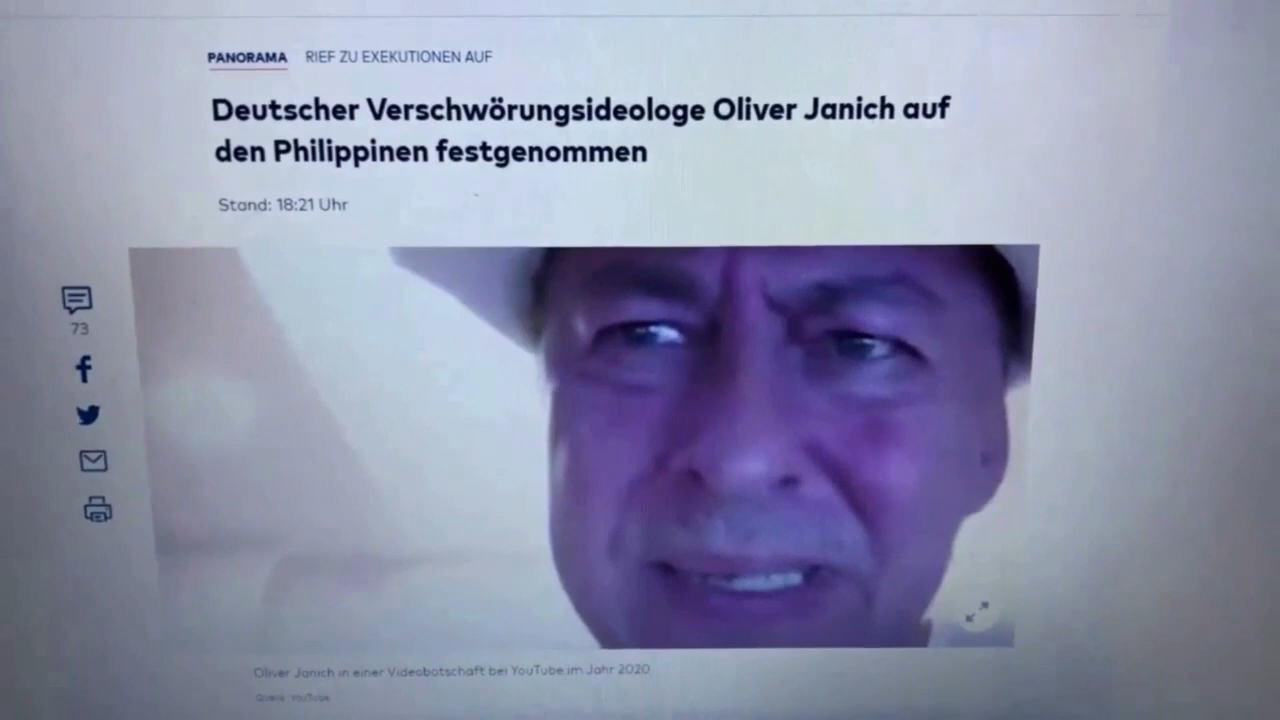 PANORAMA RIEF ZU EXEKUTIONEN AUF
Deutscher Verschwörungsideologe Oliver Janich auf
den Philippinen festgenommen
Stand: 18:21 Uhr
73
Oliver Janich in einer Videobotschaft bei YouTube im Jahr 2020
Quelle: YouTube